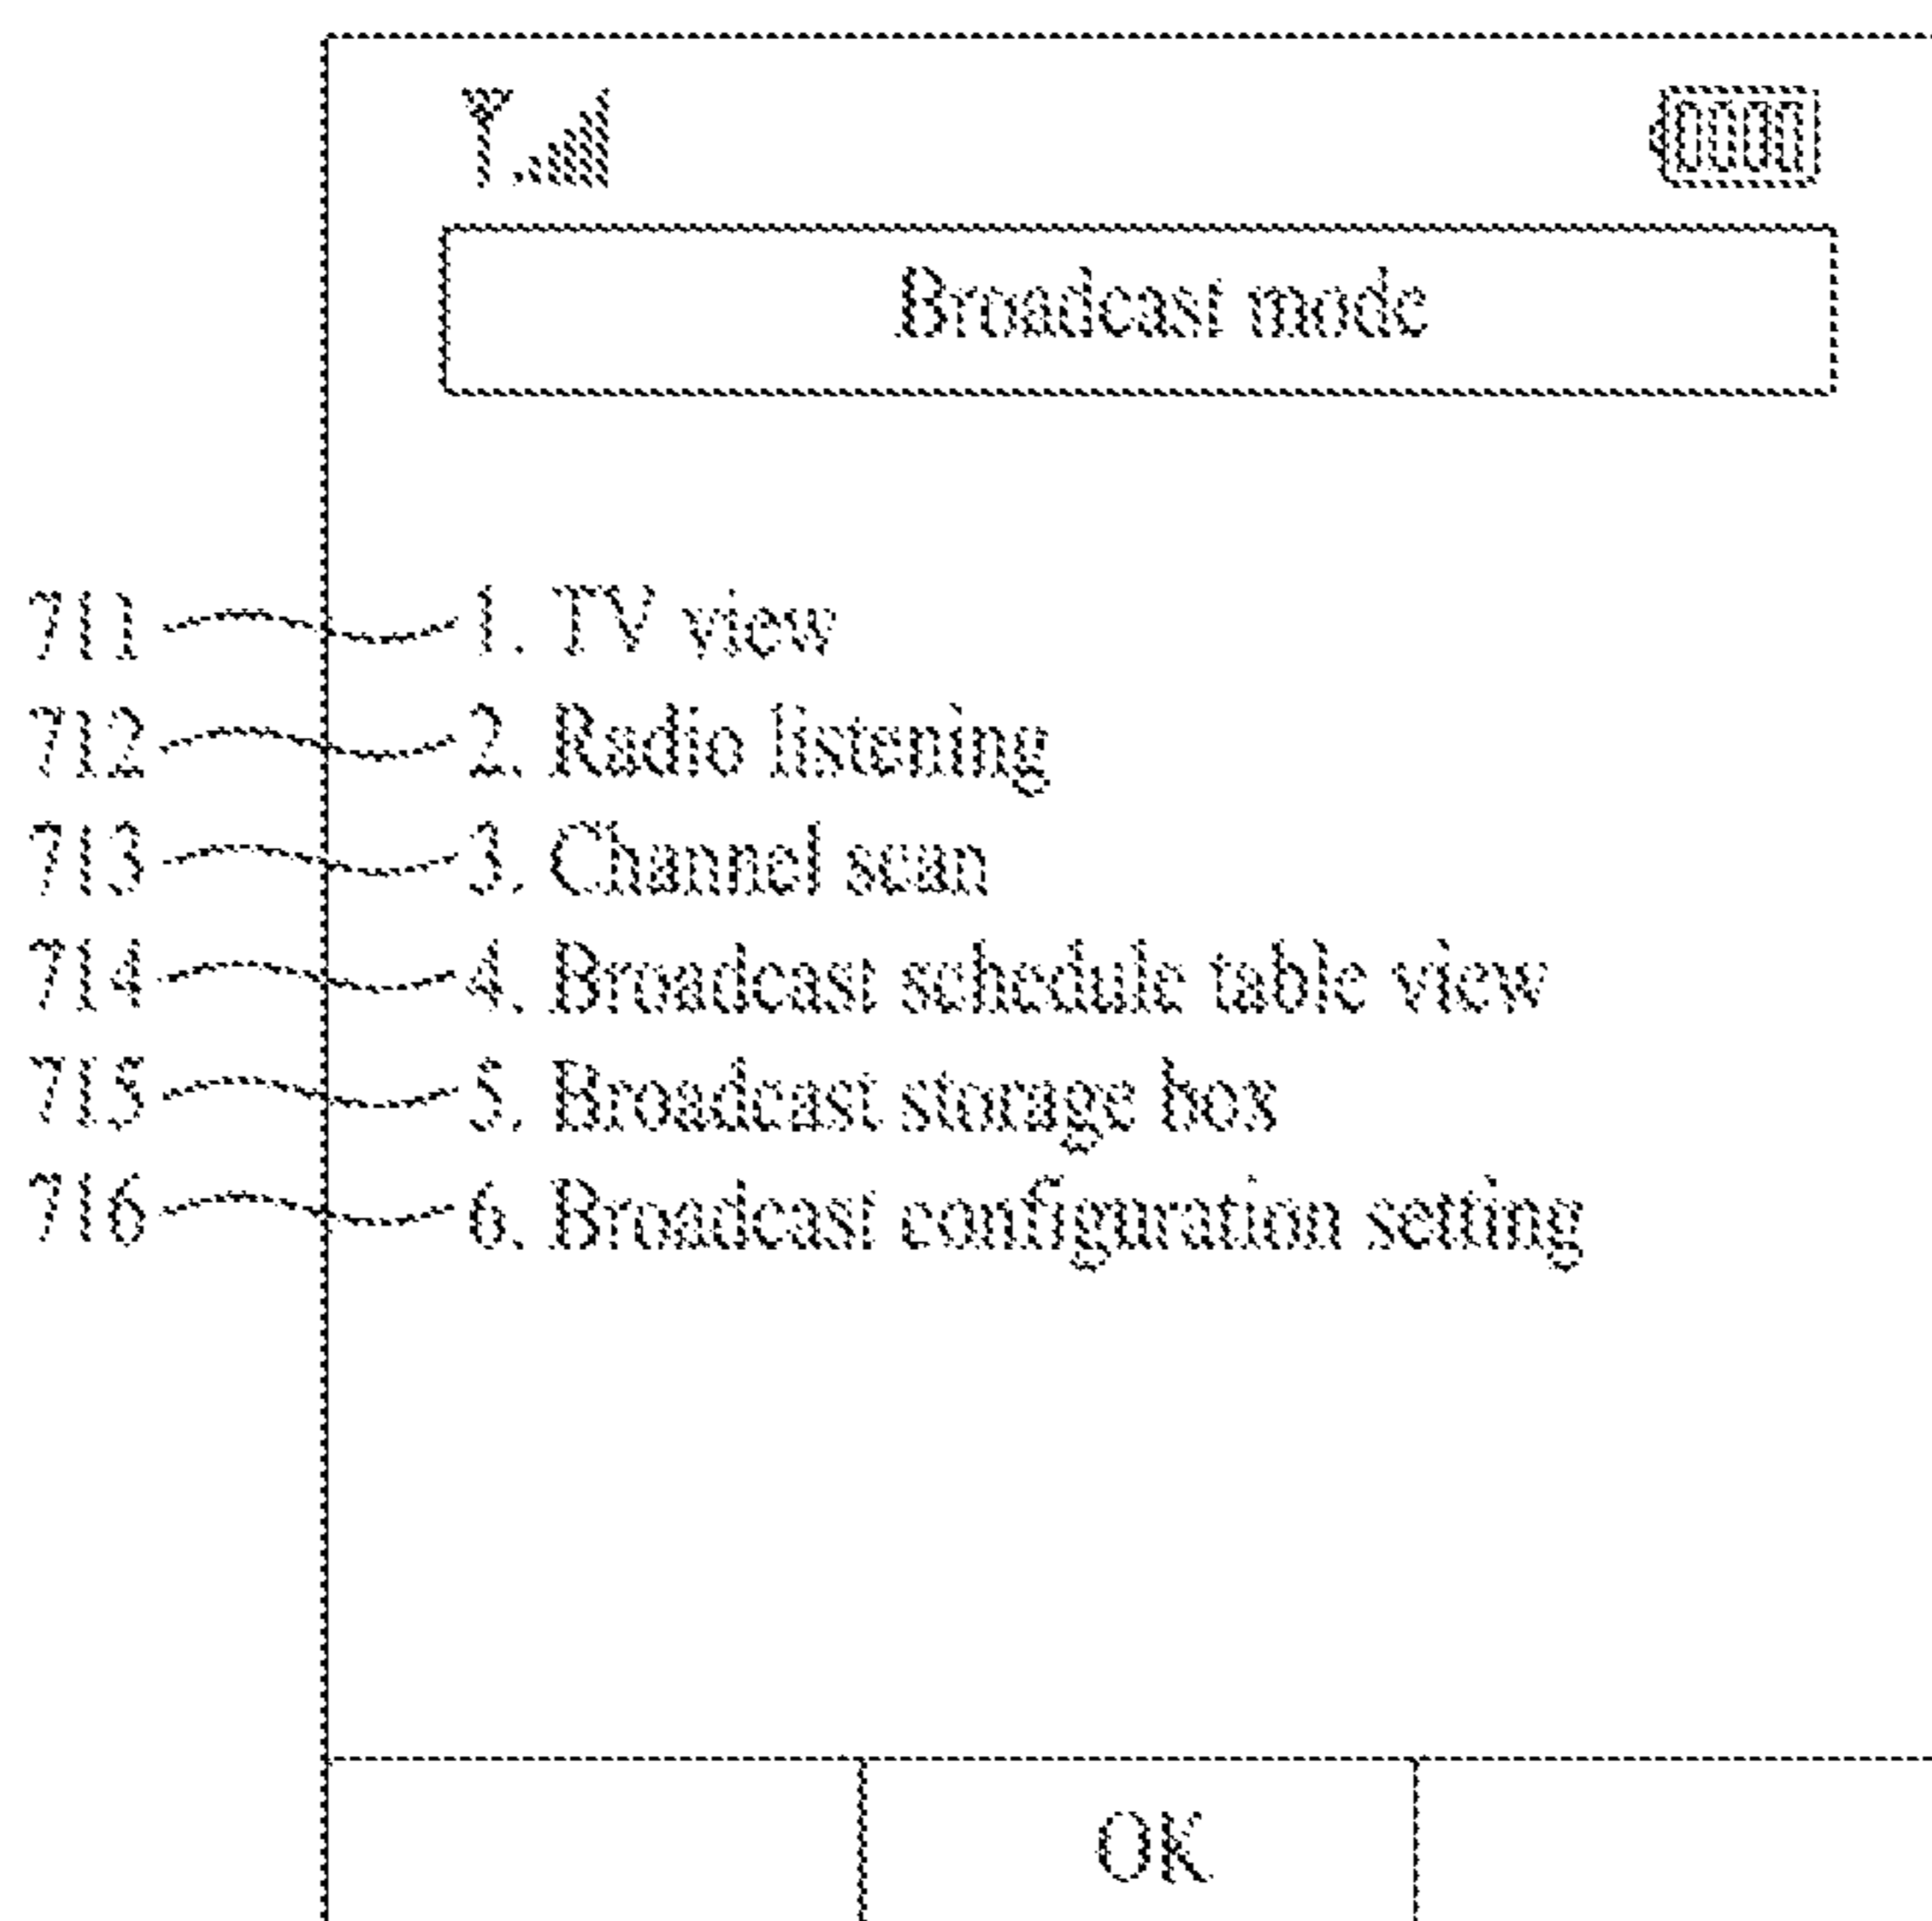 Broadcast mode
711 1. TV view
712 2. Radio listening
713 3. Channel scan
714 4. Broadcast schedule table view
715 5. Broadcast storage box
716 6. Broadcast configuration setting
OK